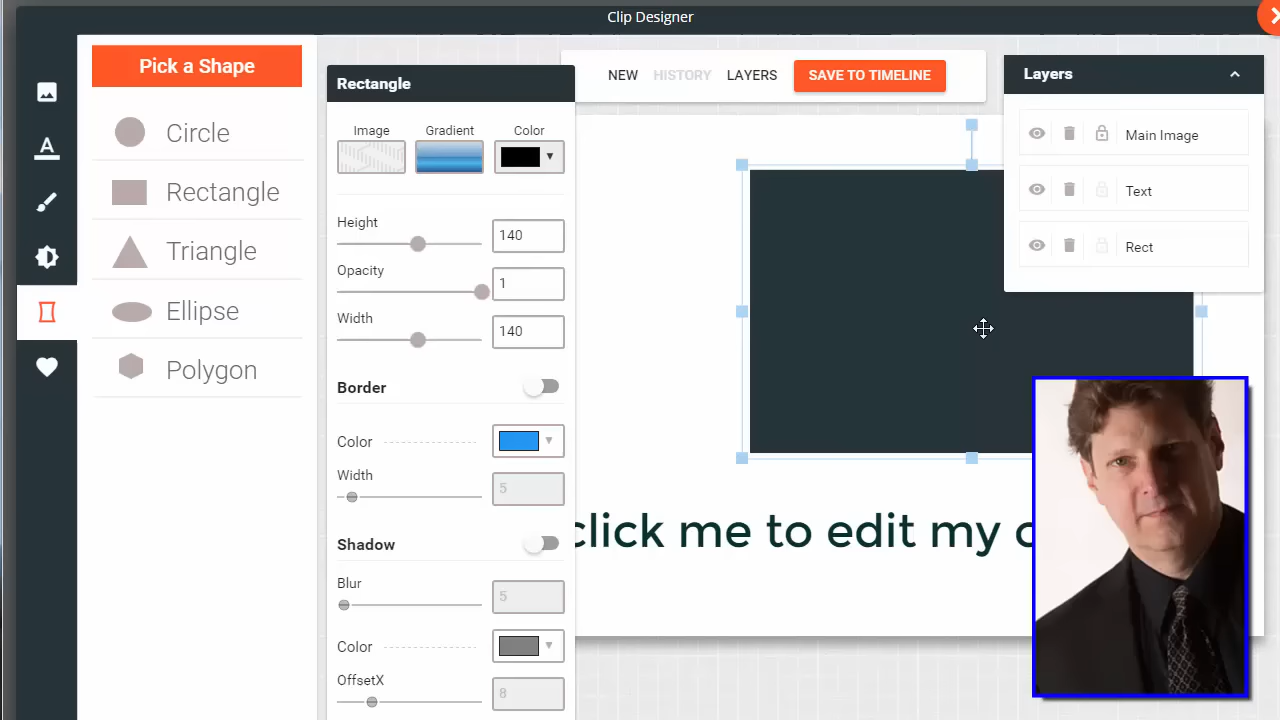 Clip Designer
Pick a Shape
Circle
Rectangle
Triangle
Ellipse
Polygon
Rectangle
Image Gradient Color
Height
140
Opacity
1
Width
140
Border
Color
Width
5
Shadow
Blur
5
Color
OffsetX
8
NEW HISTORY LAYERS SAVE TO TIMELINE
click me to edit my
Layers
Main Image
Text
Rect